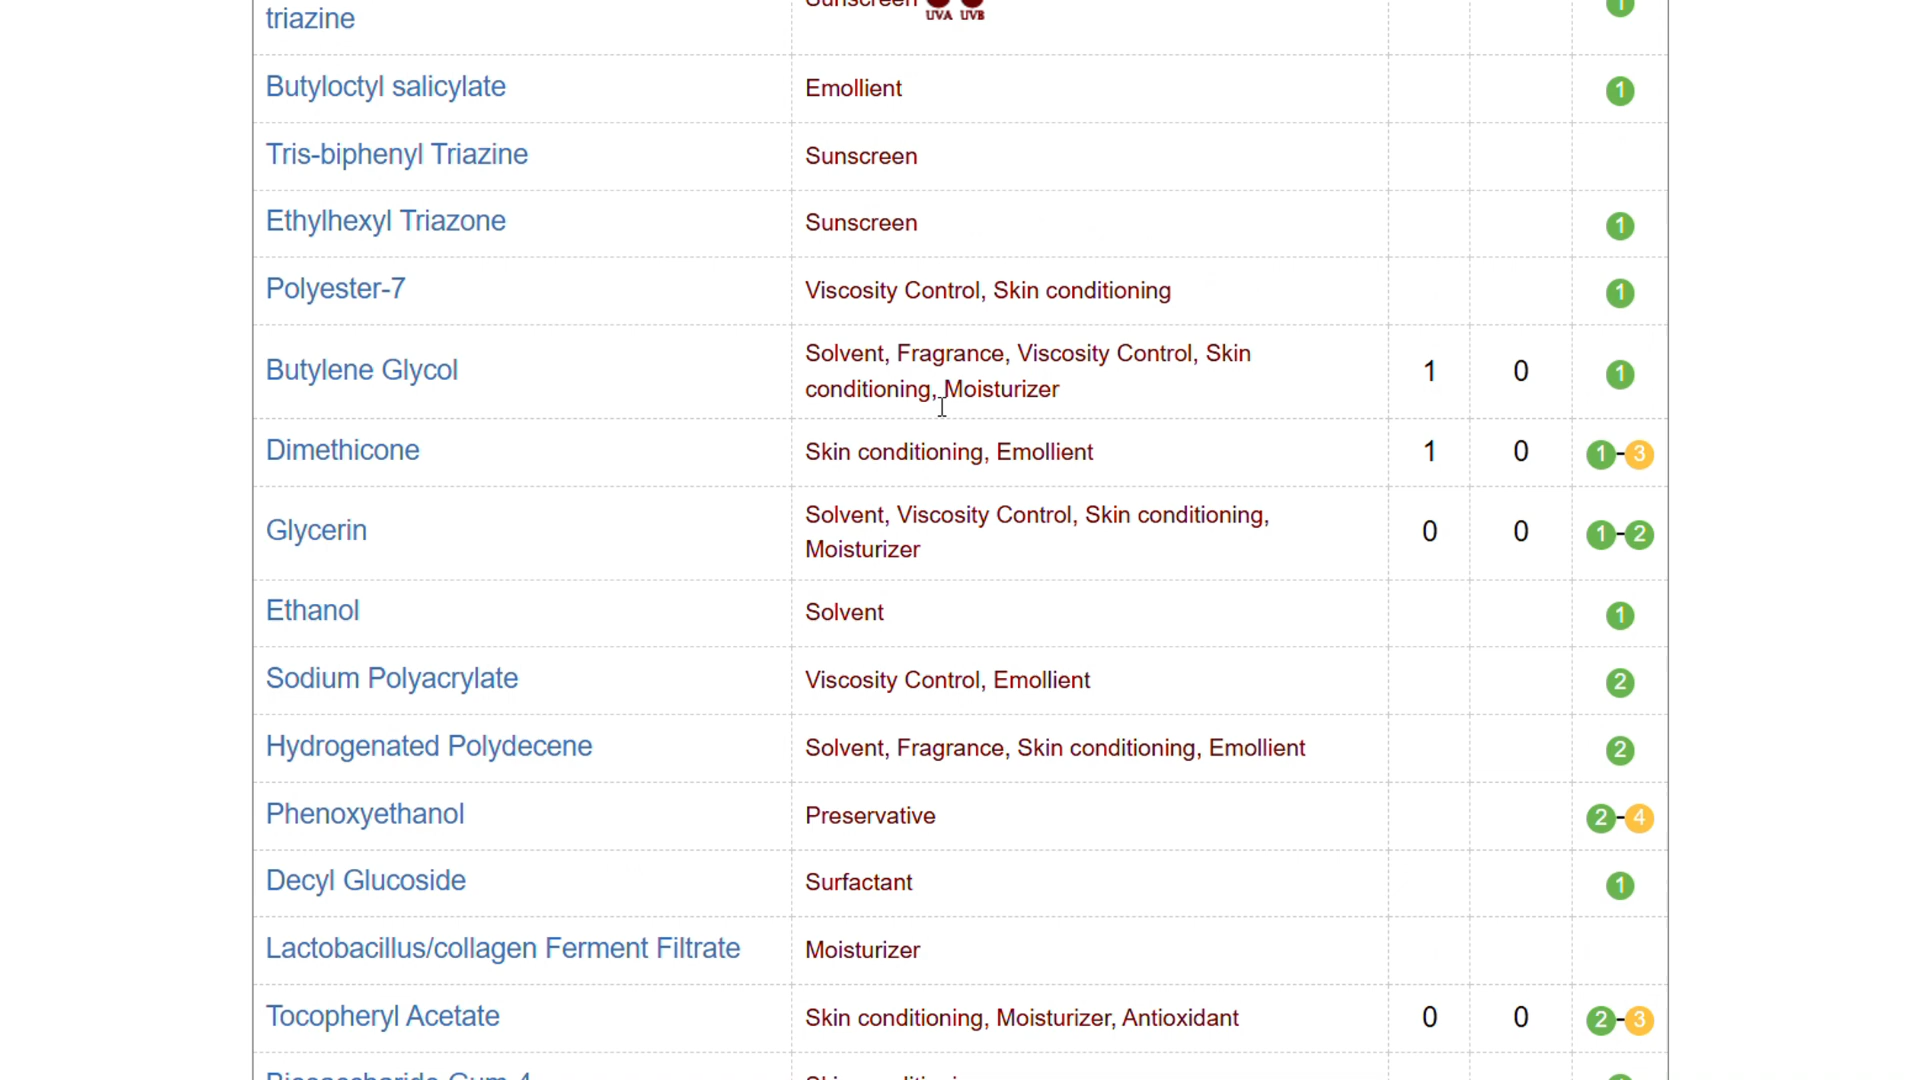 Sunscreen UVA UVB 1
triazine
Butyloctyl salicylate Emollient 1
Tris-biphenyl Triazine Sunscreen
Ethylhexyl Triazone Sunscreen 1
Polyester-7 Viscosity Control, Skin conditioning 1
Butylene Glycol Solvent, Fragrance, Viscosity Control, Skin 1 0 1
conditioning, Moisturizer
Dimethicone Skin conditioning, Emollient 1 0 1-3
Glycerin Solvent, Viscosity Control, Skin conditioning, 0 0 1-2
Moisturizer
Ethanol Solvent 1
Sodium Polyacrylate Viscosity Control, Emollient 2
Hydrogenated Polydecene Solvent, Fragrance, Skin conditioning, Emollient 2
Phenoxyethanol Preservative 2-4
Decyl Glucoside Surfactant 1
Lactobacillus/collagen Ferment Filtrate Moisturizer
Tocopheryl Acetate Skin conditioning, Moisturizer, Antioxidant 0 0 2-3